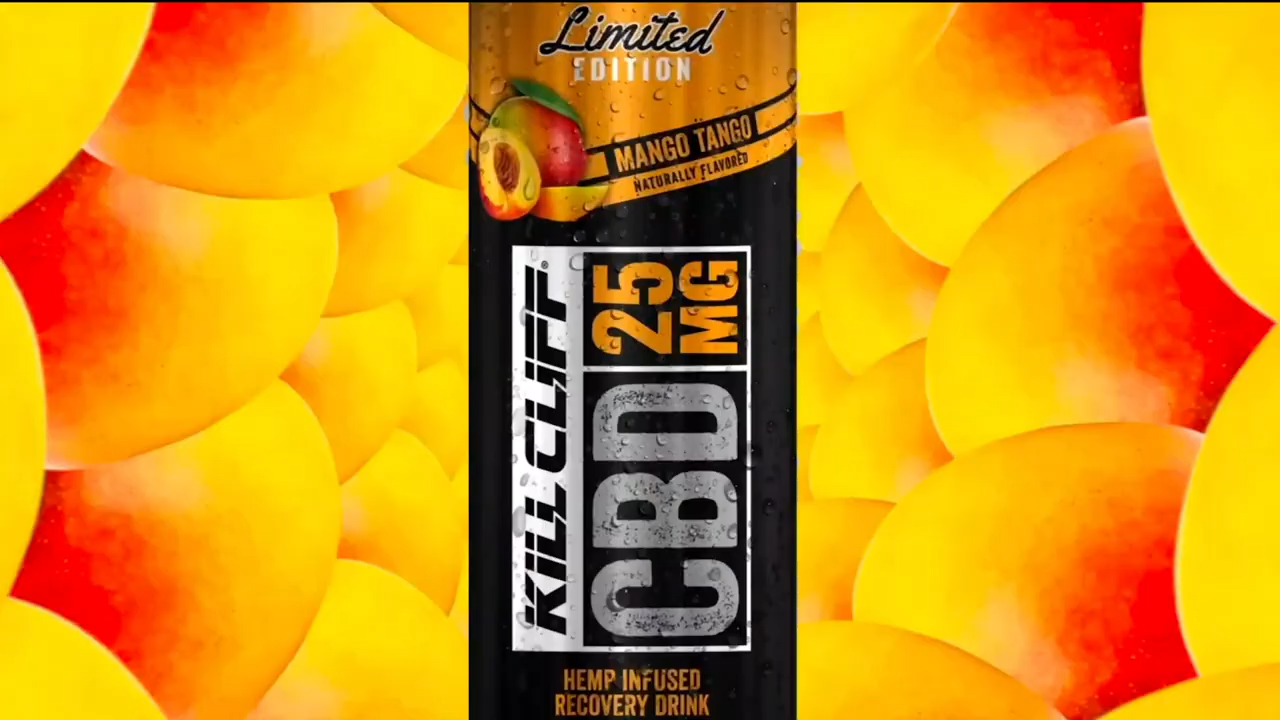 Limited
EDITION
MANGO TANGO
NATURALLY FLAVORED
KILL CLIFF®
25
MG
CBD
HEMP INFUSED
RECOVERY DRINK